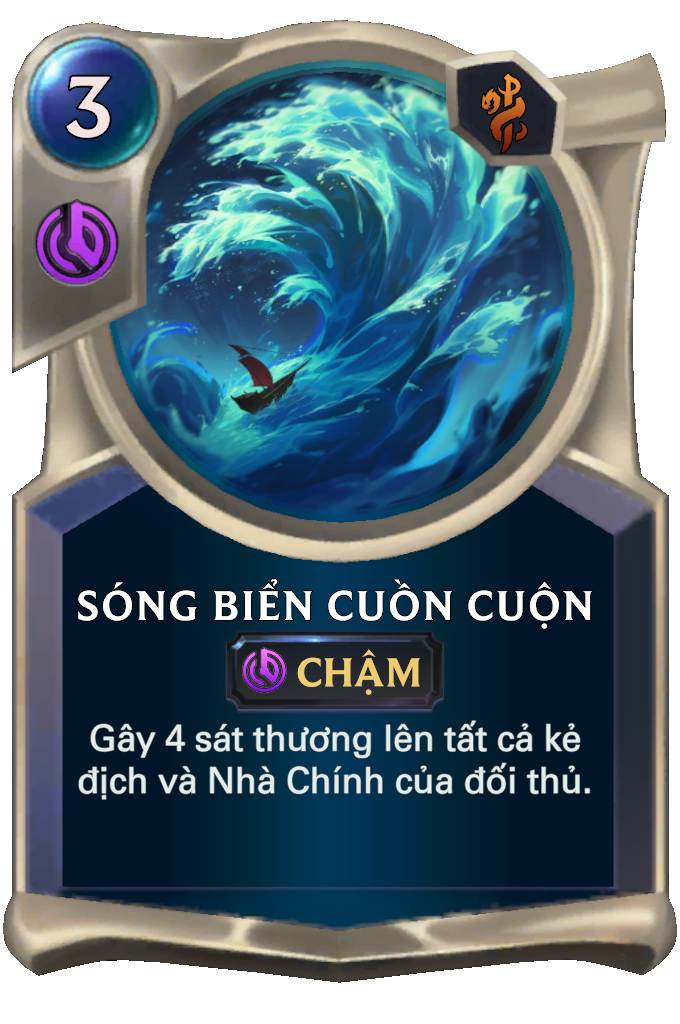 3
SÓNG BIỂN CUỒN CUỘN
CHẬM
Gây 4 sát thương lên tất cả kẻ
địch và Nhà Chính của đối thủ.